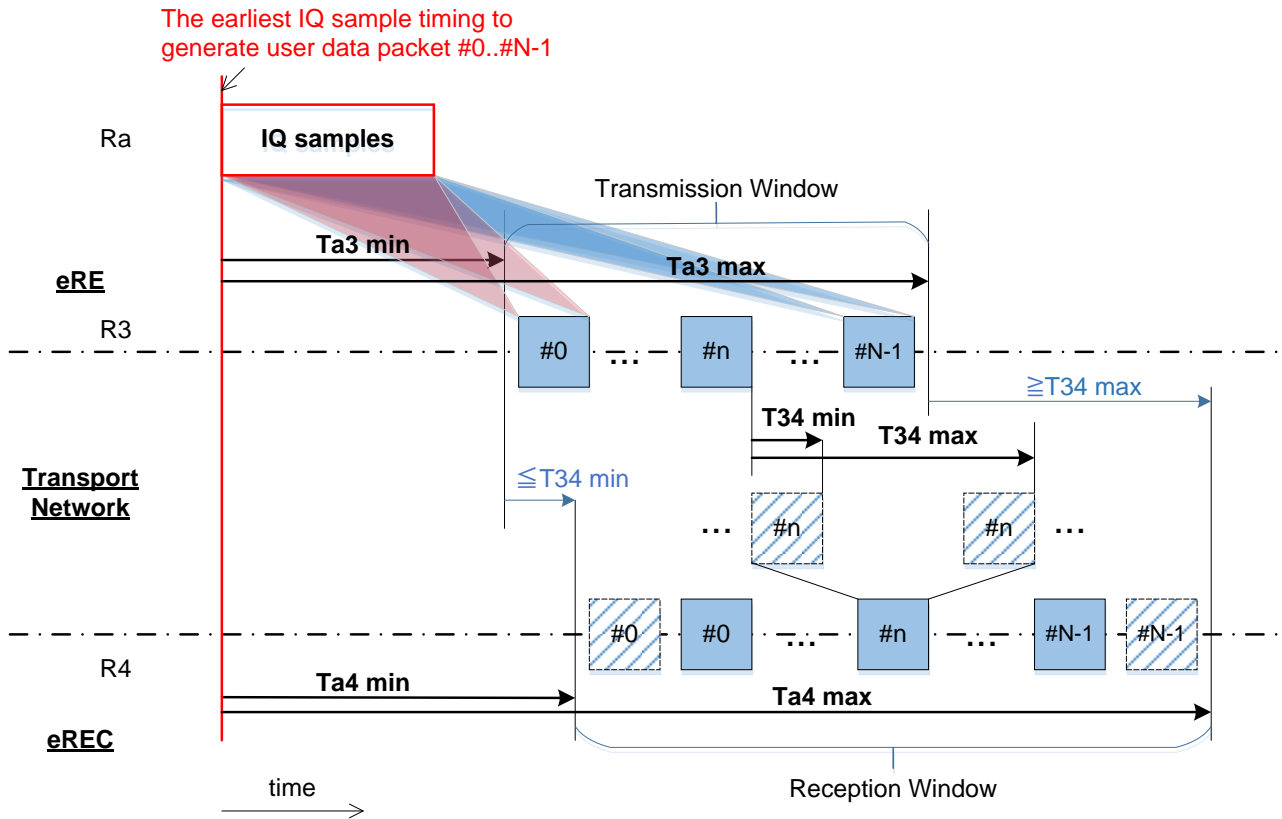 The earliest IQ sample timing to
generate user data packet #0..#N-1
Ra
IQ samples
Transmission Window
Ta3 min
Ta3 max
eRE
R3
#0
...
#n
...
#N-1
≧T34 max
T34 min
T34 max
Transport
Network
≦T34 min
...
#n
#n
...
#0
#0
...
#n
...
#N-1
#N-1
R4
Ta4 min
Ta4 max
eREC
time
Reception Window